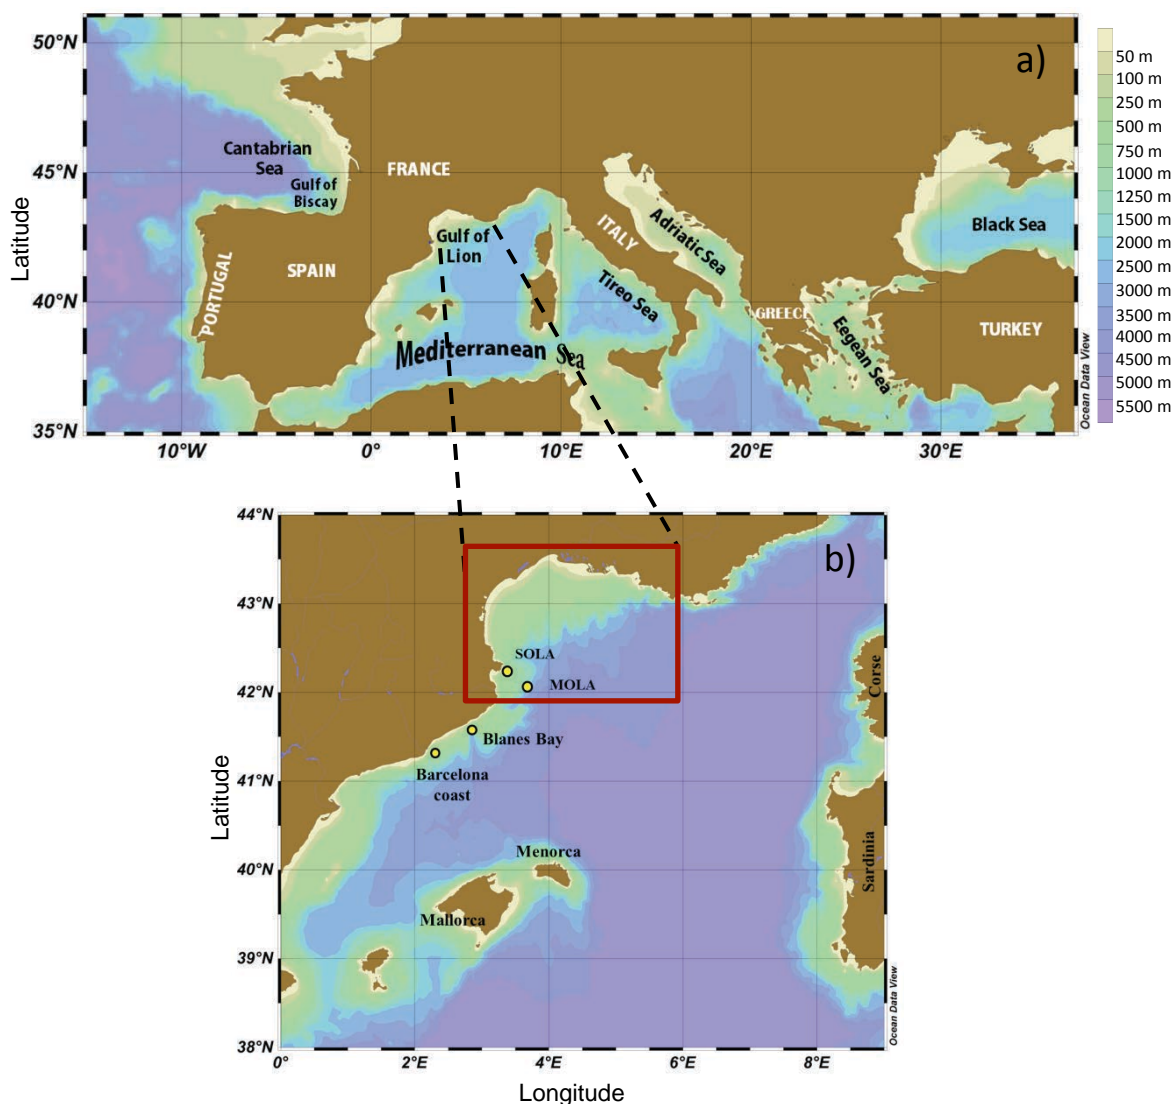 a)
50°N
45°N
40°N
35°N
Latitude
10°W
0°
10°E
20°E
30°E
Cantabrian
Sea
Gulf of
Biscay
FRANCE
PORTUGAL
SPAIN
Gulf of
Lion
ITALY
Adriatic Sea
Tireo Sea
Mediterranean Sea
GREECE
Eegean Sea
Black Sea
TURKEY
Ocean Data View
50 m
100 m
250 m
500 m
750 m
1000 m
1250 m
1500 m
2000 m
2500 m
3000 m
3500 m
4000 m
4500 m
5000 m
5500 m
b)
44°N
43°N
42°N
41°N
40°N
39°N
38°N
Latitude
SOLA
MOLA
Blanes Bay
Barcelona
coast
Menorca
Mallorca
Corse
Sardinia
Ocean Data View
0°
2°E
4°E
6°E
8°E
Longitude